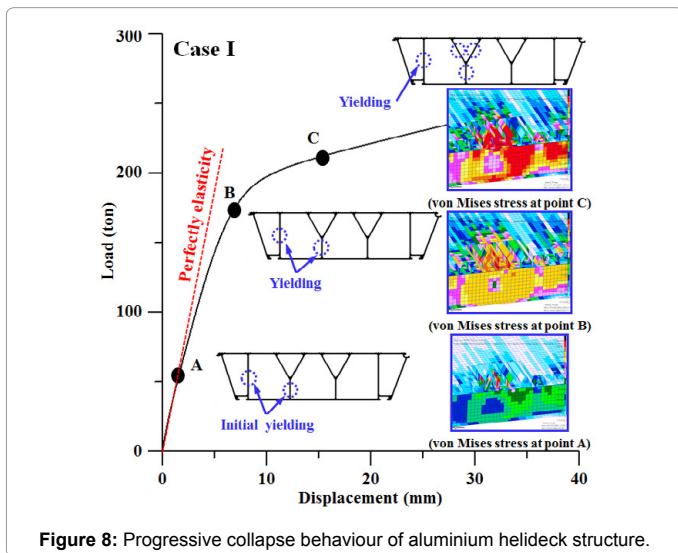 300
Case I
Yielding
C
(von Mises stress at point C)
200
B
Perfectly elasticity
Load (ton)
Yielding
(von Mises stress at point B)
100
A
Initial yielding
(von Mises stress at point A)
0
0 10 20 30 40
Displacement (mm)
Figure 8: Progressive collapse behaviour of aluminium helideck structure.